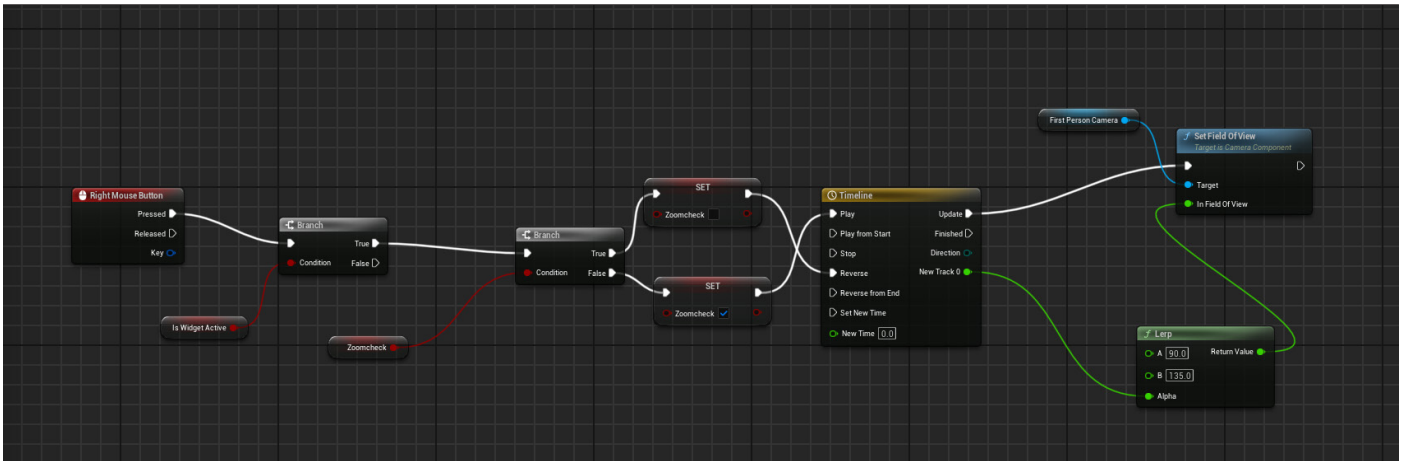 Right Mouse Button
Pressed
Released
Key
Is Widget Active
Branch
True
Condition
False
Zoomcheck
Branch
True
Condition
False
SET
Zoomcheck
SET
Zoomcheck
Timeline
Play
Update
Play from Start
Finished
Stop
Direction
Reverse
New Track 0
Reverse from End
Set New Time
New Time 0.0
First Person Camera
f Set Field Of View
Target is Camera Component
Target
In Field Of View
f Lerp
A 90.0
Return Value
B 135.0
Alpha